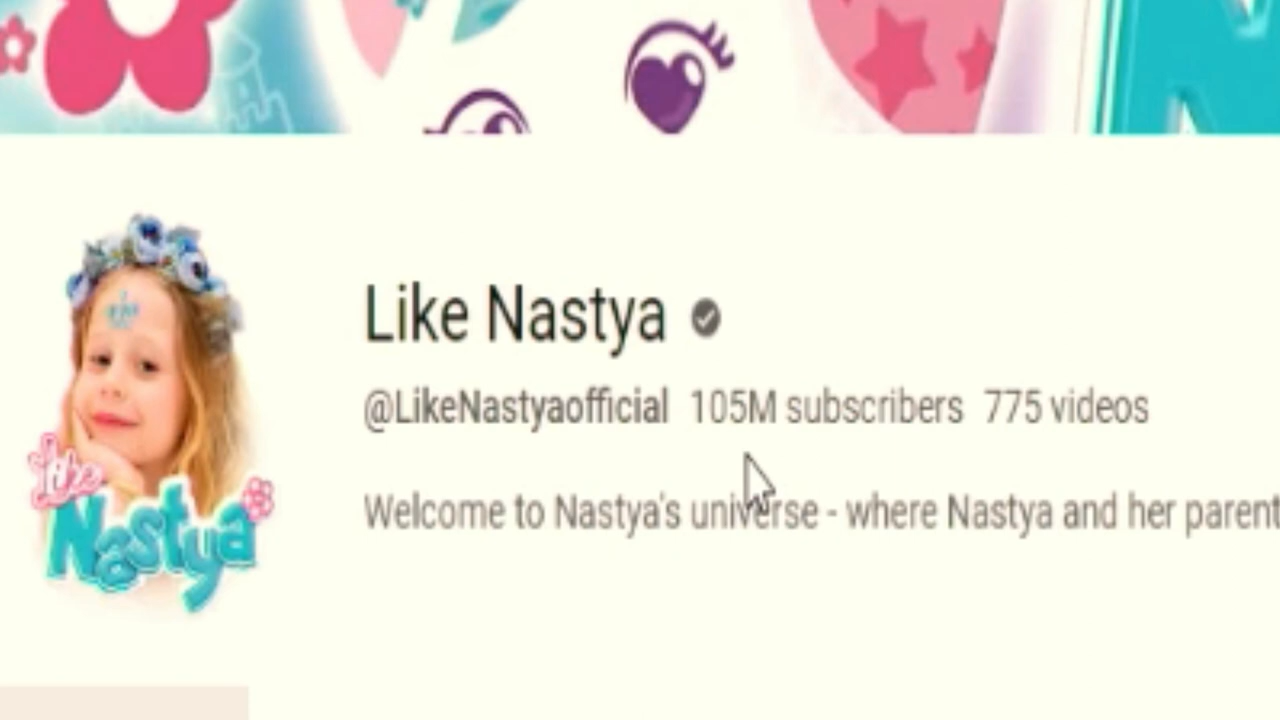 Like Nastya
@LikeNastyaofficial 105M subscribers 775 videos
Welcome to Nastya's universe - where Nastya and her parent
Like
Nastya